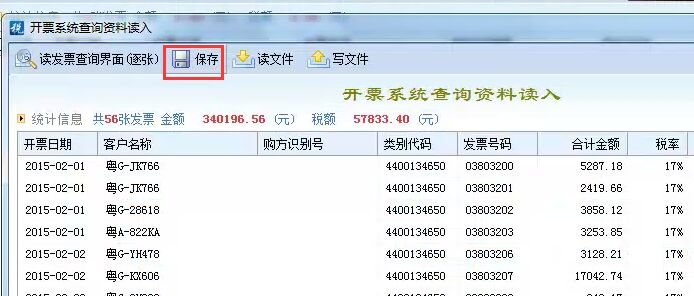 开票系统查询资料读入
读发票查询界面(逐张) 保存 读文件 写文件
开票系统查询资料读入
统计信息 共56张发票 金额 340196.56 (元) 税额 57833.40 (元)
开票日期 客户名称 购方识别号 类别代码 发票号码 合计金额 税率
2015-02-01 粤G-JK766 4400134650 03803200 5287.18 17%
2015-02-01 粤G-JK766 4400134650 03803201 2419.66 17%
2015-02-01 粤G-28618 4400134650 03803202 3858.12 17%
2015-02-01 粤A-822KA 4400134650 03803203 3253.85 17%
2015-02-02 粤G-YH478 4400134650 03803206 3128.21 17%
2015-02-02 粤G-KX606 4400134650 03803207 17042.74 17%